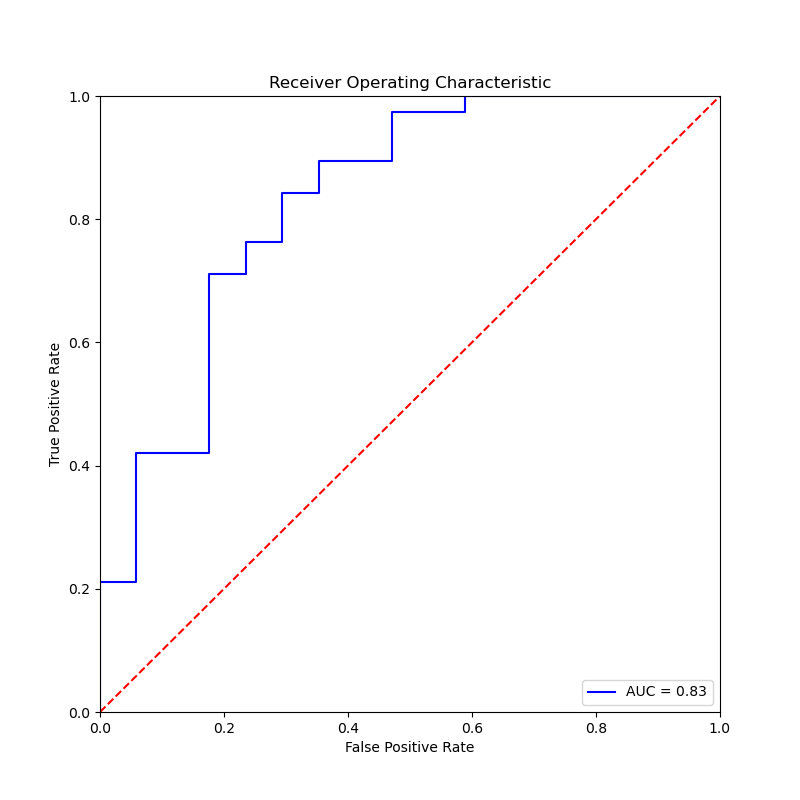 Receiver Operating Characteristic
True Positive Rate
1.0
0.8
0.6
0.4
0.2
0.0
AUC = 0.83
0.0 0.2 0.4 0.6 0.8 1.0
False Positive Rate